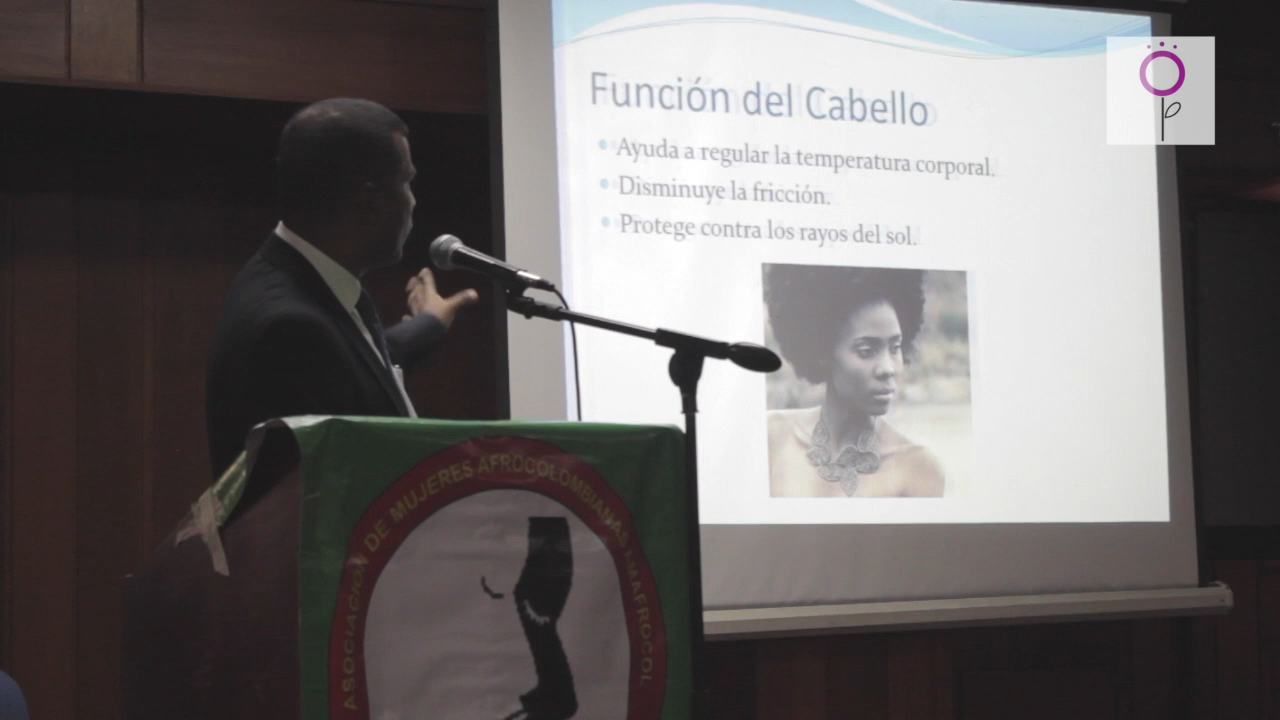 Función del Cabello
• Ayuda a regular la temperatura corporal.
• Disminuye la fricción.
• Protege contra los rayos del sol.
ASOCIACIÓN DE MUJERES AFROCOLOMBIANAS